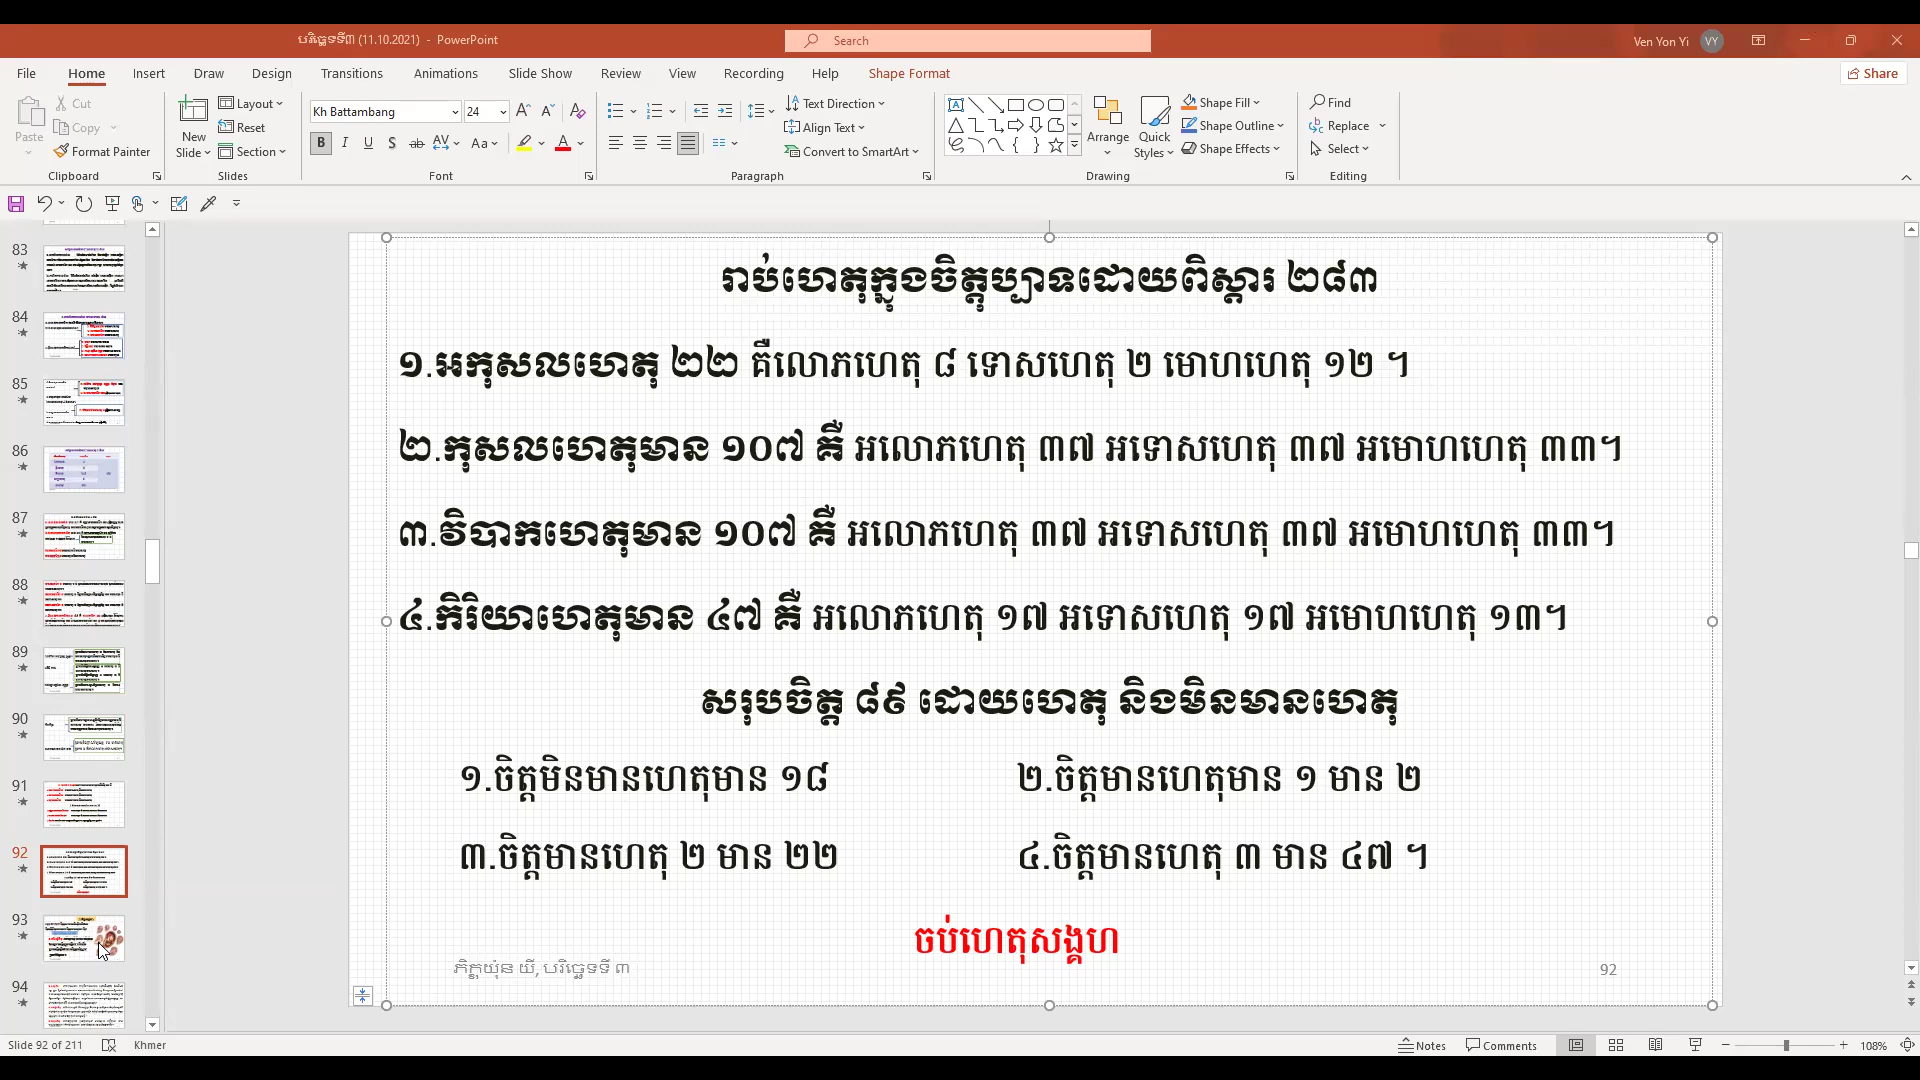 បរិច្ឆេទទី៣ (11.10.2021) - PowerPoint
Search
Ven Yon Yi VY
File Home Insert Draw Design Transitions Animations Slide Show Review View Recording Help Shape Format Share
Paste Cut Copy Format Painter Clipboard
New Slide Layout Reset Section Slides
Kh Battambang 24 Font
Text Direction Align Text Convert to SmartArt Paragraph
Arrange Quick Styles Shape Fill Shape Outline Shape Effects Drawing
Find Replace Select Editing
83
84
85
86
87
88
89
90
91
92
93
94
រាប់ហេតុក្នុងចិត្តុប្បាទដោយពិស្តារ ២៨៣
១.អកុសលហេតុ ២២ គឺលោភហេតុ ៨ ទោសហេតុ ២ មោហហេតុ ១២ ។
២.កុសលហេតុមាន ១០៧ គឺ អលោភហេតុ ៣៧ អទោសហេតុ ៣៧ អមោហហេតុ ៣៣។
៣.វិបាកហេតុមាន ១០៧ គឺ អលោភហេតុ ៣៧ អទោសហេតុ ៣៧ អមោហហេតុ ៣៣។
៤.កិរិយាហេតុមាន ៤៧ គឺ អលោភហេតុ ១៧ អទោសហេតុ ១៧ អមោហហេតុ ១៣។
សរុបចិត្ត ៨៩ ដោយហេតុ និងមិនមានហេតុ
១.ចិត្តមិនមានហេតុមាន ១៨ ២.ចិត្តមានហេតុមាន ១ មាន ២
៣.ចិត្តមានហេតុ ២ មាន ២២ ៤.ចិត្តមានហេតុ ៣ មាន ៤៧ ។
ចប់ហេតុសង្គហ
ភិក្ខុយ៉ុន យី, បរិច្ឆេទទី ៣ 92
Slide 92 of 211 Khmer Notes Comments 108%